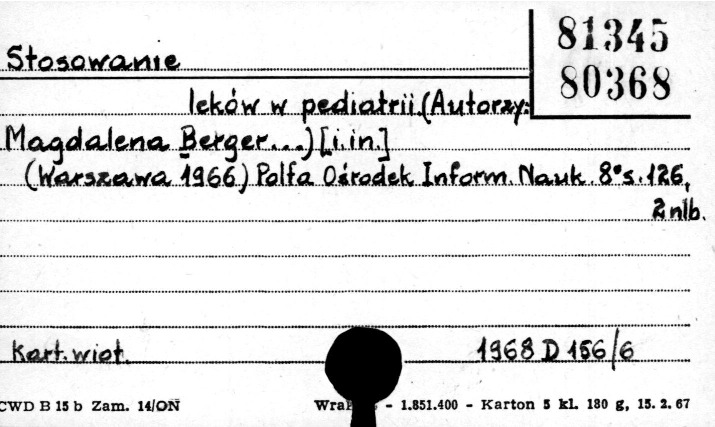 81345
80368
Stosowanie
leków w pediatrii.(Autorzy:
Magdalena Berger...)[i.in.]
(Warszawa 1966) Polfa Ośrodek Inform. Nauk. 8° s. 126,
2 nlb.
Kart. wiot. 1968 D 156/6
CWD B 15 b Zam. 14/ON - 1.851.400 - Karton 5 kl. 180 g, 15. 2. 67